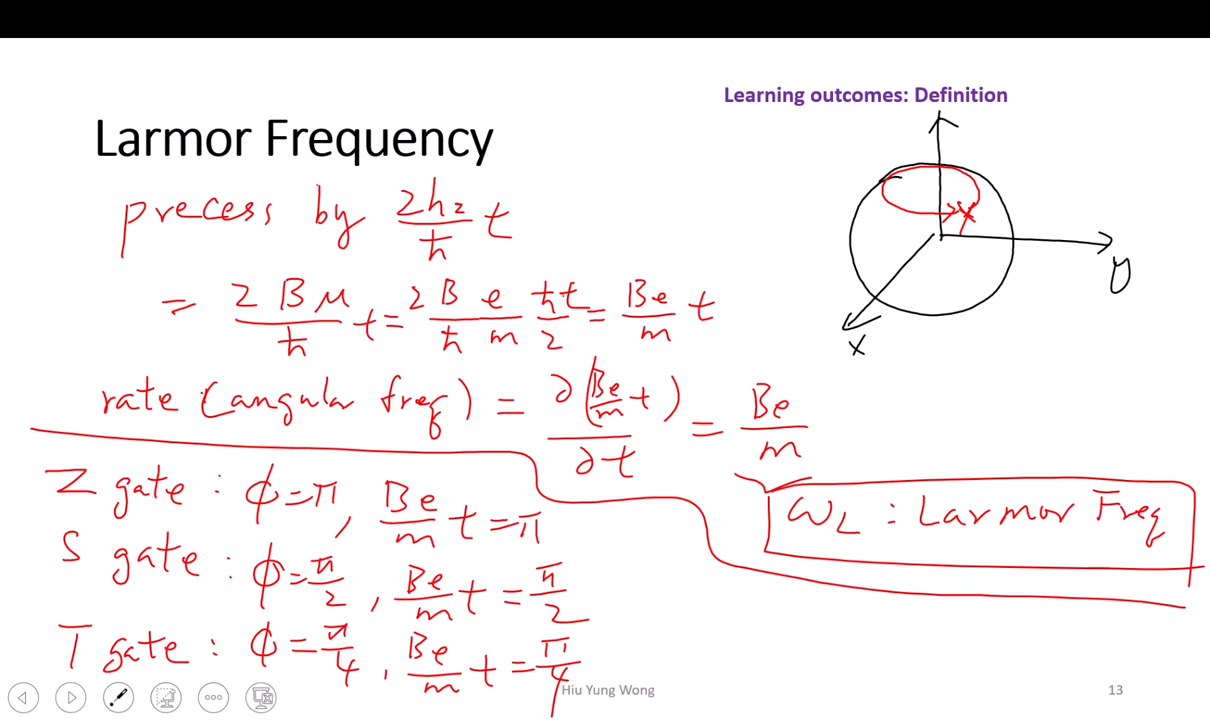 Learning outcomes: Definition
Larmor Frequency
precess by 2h_z/ħ t
= 2Bμ/ħ t = 2B/ħ e/m ħt/2 = Be/m t
rate (angular freq) = ∂(Be/m t)/∂t = Be/m
ω_L : Larmor Freq
Z gate : ϕ=π, Be/m t = π
S gate : ϕ=π/2, Be/m t = π/2
T gate : ϕ=π/4, Be/m t = π/4
y
x
Hiu Yung Wong
13